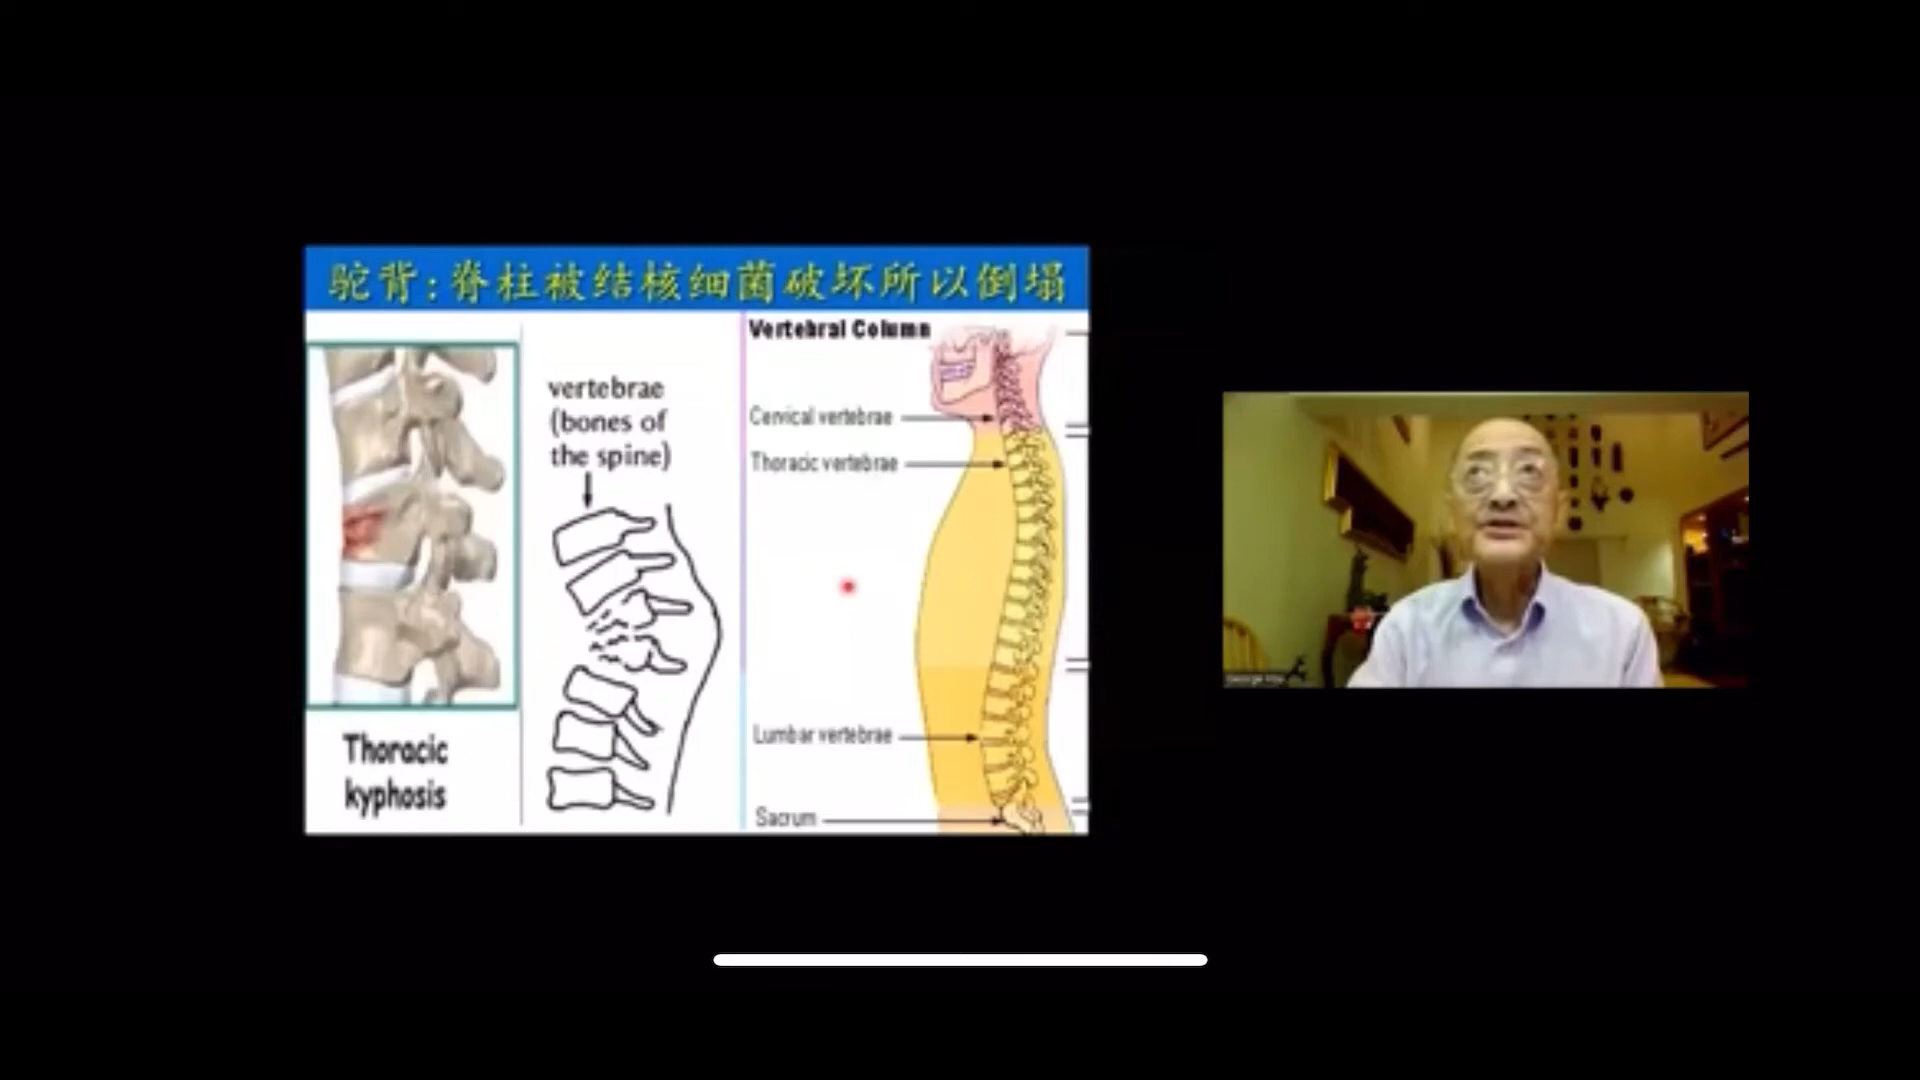 驼背:脊柱被结核细菌破坏所以倒塌
Thoracic
kyphosis
vertebrae
(bones of
the spine)
Vertebral Column
Cervical vertebrae
Thoracic vertebrae
Lumbar vertebrae
Sacrum
George